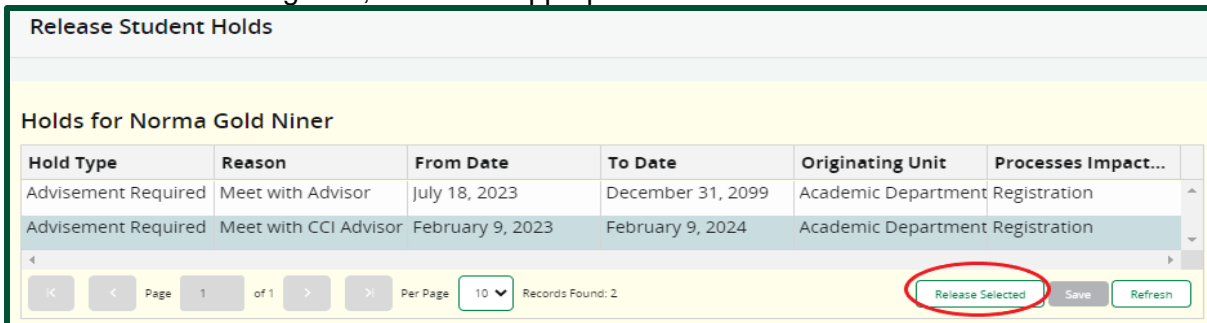 Release Student Holds
Holds for Norma Gold Niner
Hold Type Reason From Date To Date Originating Unit Processes Impact...
Advisement Required Meet with Advisor July 18, 2023 December 31, 2099 Academic Department Registration
Advisement Required Meet with CCI Advisor February 9, 2023 February 9, 2024 Academic Department Registration
Page 1 of 1 Per Page 10 Records Found: 2 Release Selected Save Refresh